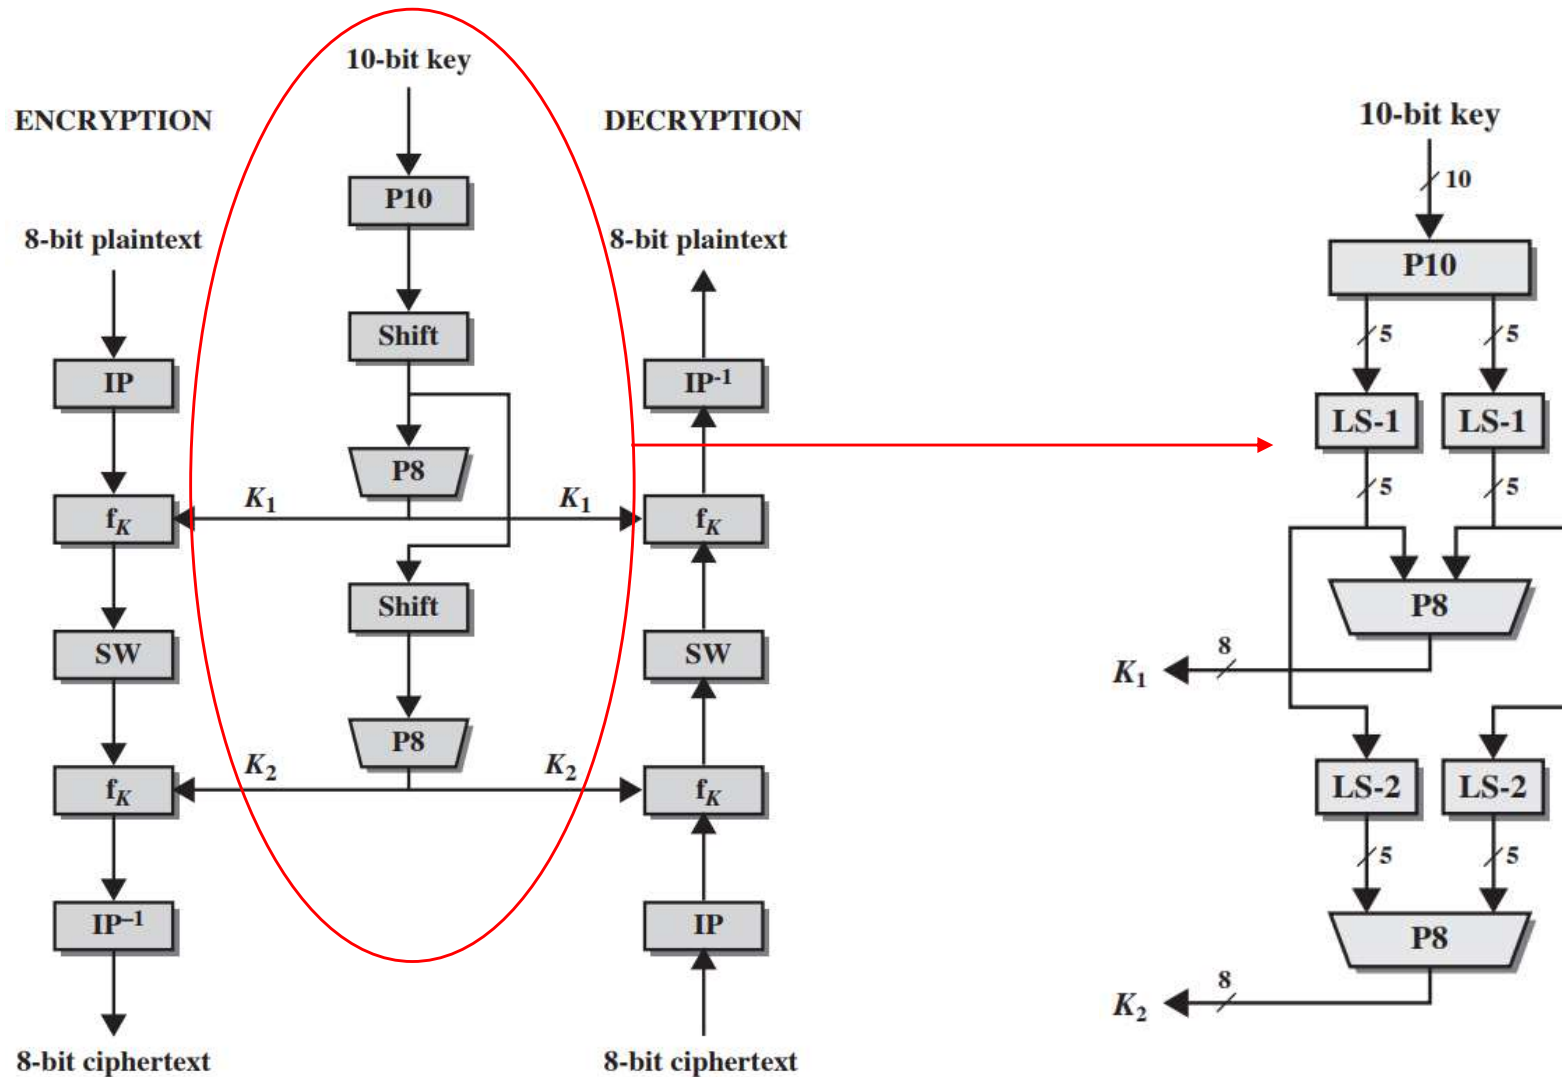 10-bit key
ENCRYPTION
DECRYPTION
P10
8-bit plaintext
8-bit plaintext
Shift
IP
IP-1
P8
K1
K1
fK
fK
Shift
SW
SW
P8
K2
K2
fK
fK
IP–1
IP
8-bit ciphertext
8-bit ciphertext
10-bit key
10
P10
5
5
LS-1
LS-1
5
5
P8
8
K1
LS-2
LS-2
5
5
P8
8
K2